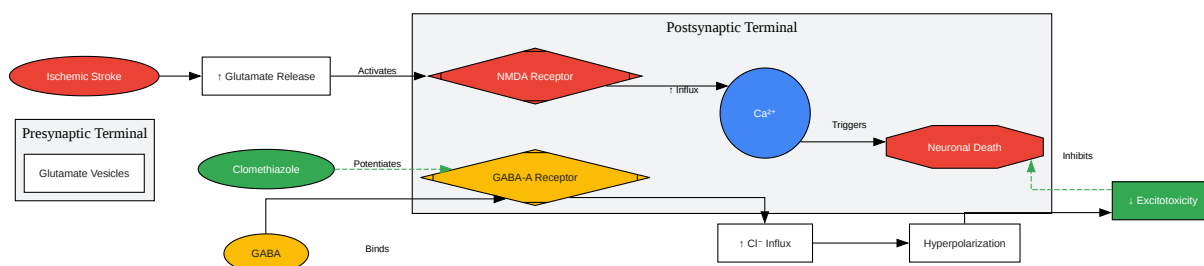 Postsynaptic Terminal
Ischemic Stroke
↑ Glutamate Release
Activates
NMDA Receptor
↑ Influx
Ca²⁺
Triggers
Neuronal Death
Inhibits
Presynaptic Terminal
Glutamate Vesicles
Clomethiazole
Potentiates
GABA-A Receptor
↓ Excitotoxicity
GABA
Binds
↑ Cl⁻ Influx
Hyperpolarization